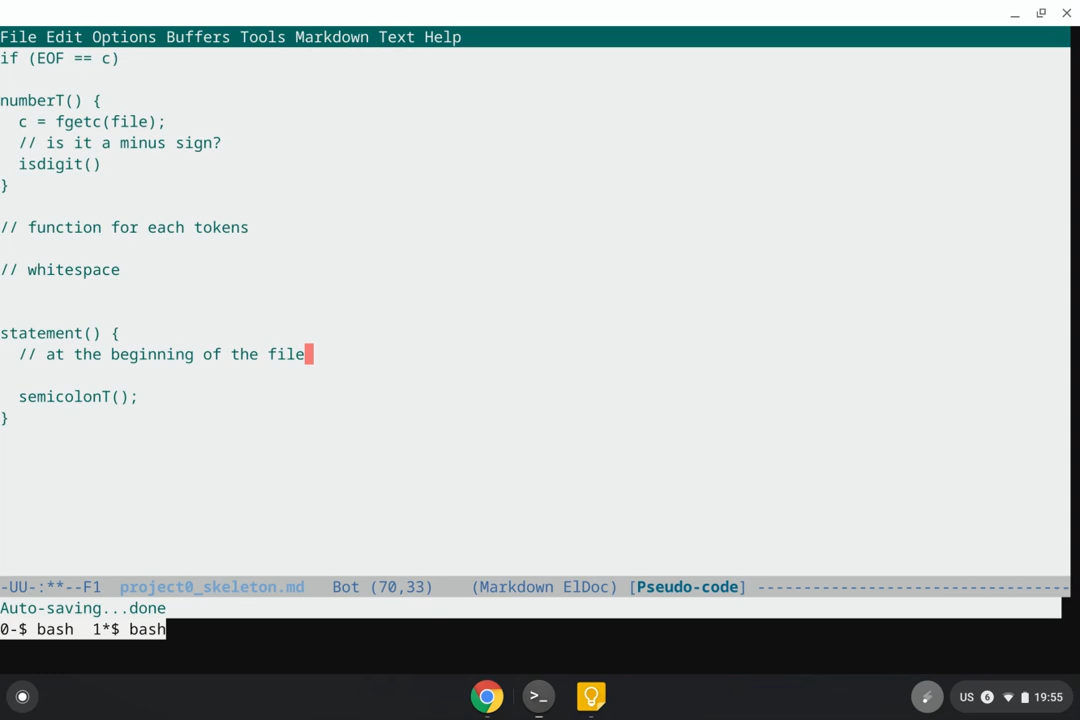 File Edit Options Buffers Tools Markdown Text Help
if (EOF == c)
numberT() {
  c = fgetc(file);
  // is it a minus sign?
  isdigit()
}
// function for each tokens
// whitespace
statement() {
  // at the beginning of the file
  semicolonT();
}
-UU-:**--F1  project0_skeleton.md   Bot (70,33)    (Markdown ElDoc) [Pseudo-code] ----------------------------------
Auto-saving...done
0-$ bash  1*$ bash
>_
US 6 19:55